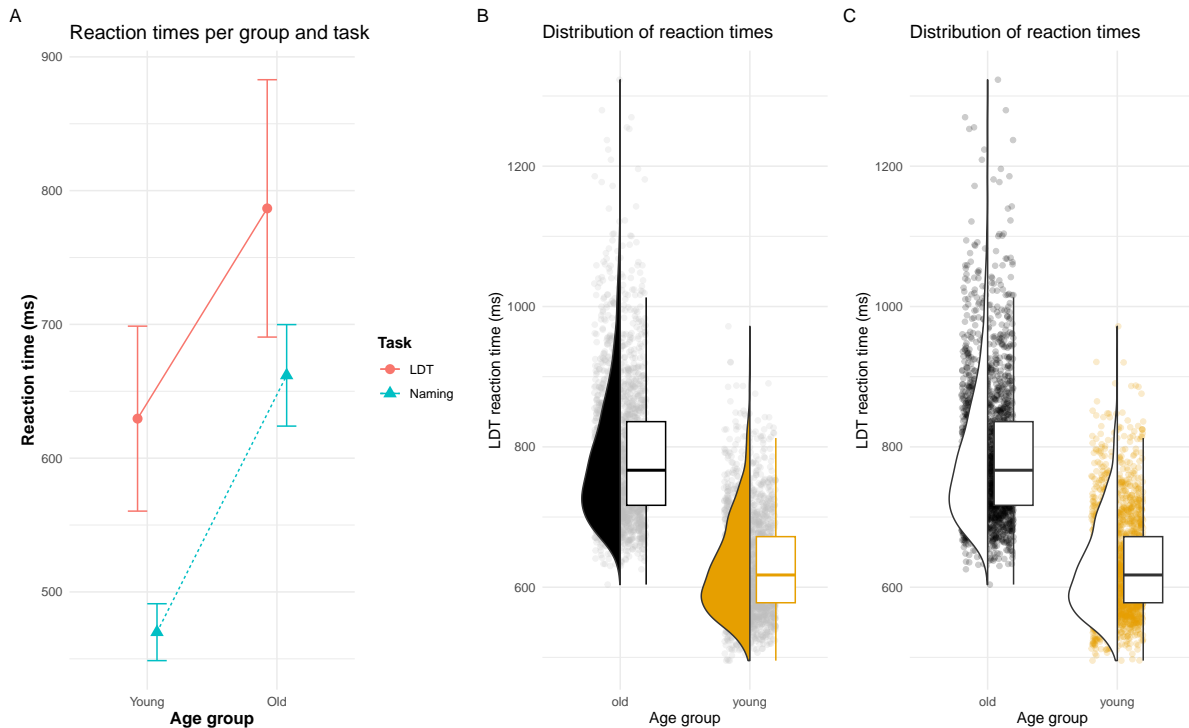 A
Reaction times per group and task
900
800
700
600
500
Reaction time (ms)
Young
Old
Age group
Task
LDT
Naming
B
Distribution of reaction times
1200
1000
800
600
LDT reaction time (ms)
old
young
Age group
C
Distribution of reaction times
1200
1000
800
600
LDT reaction time (ms)
old
young
Age group